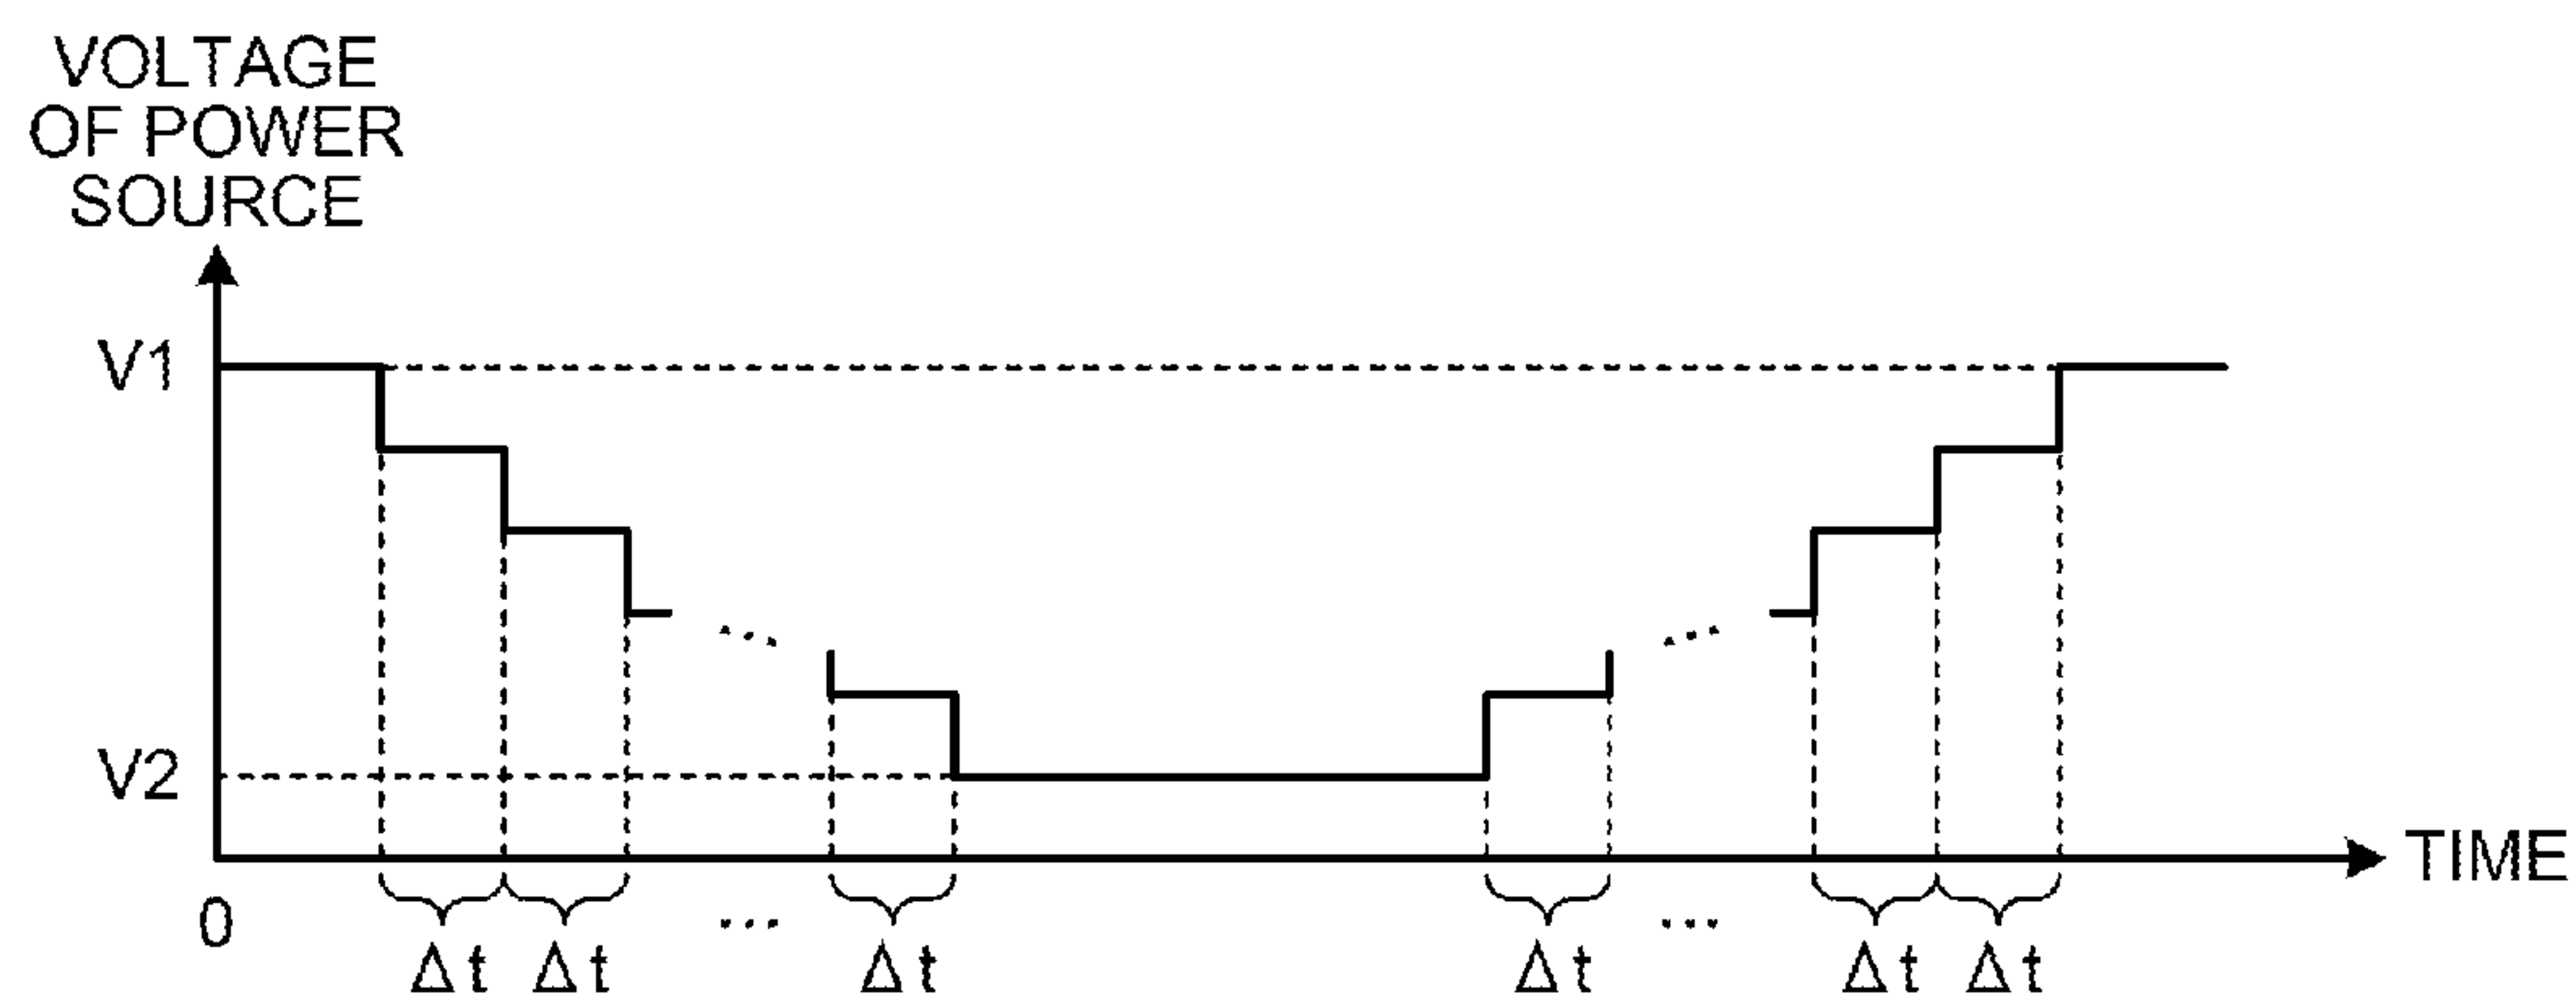 VOLTAGE
OF POWER
SOURCE
V1
V2
TIME
0
... ...
Δt Δt Δt Δt Δt Δt